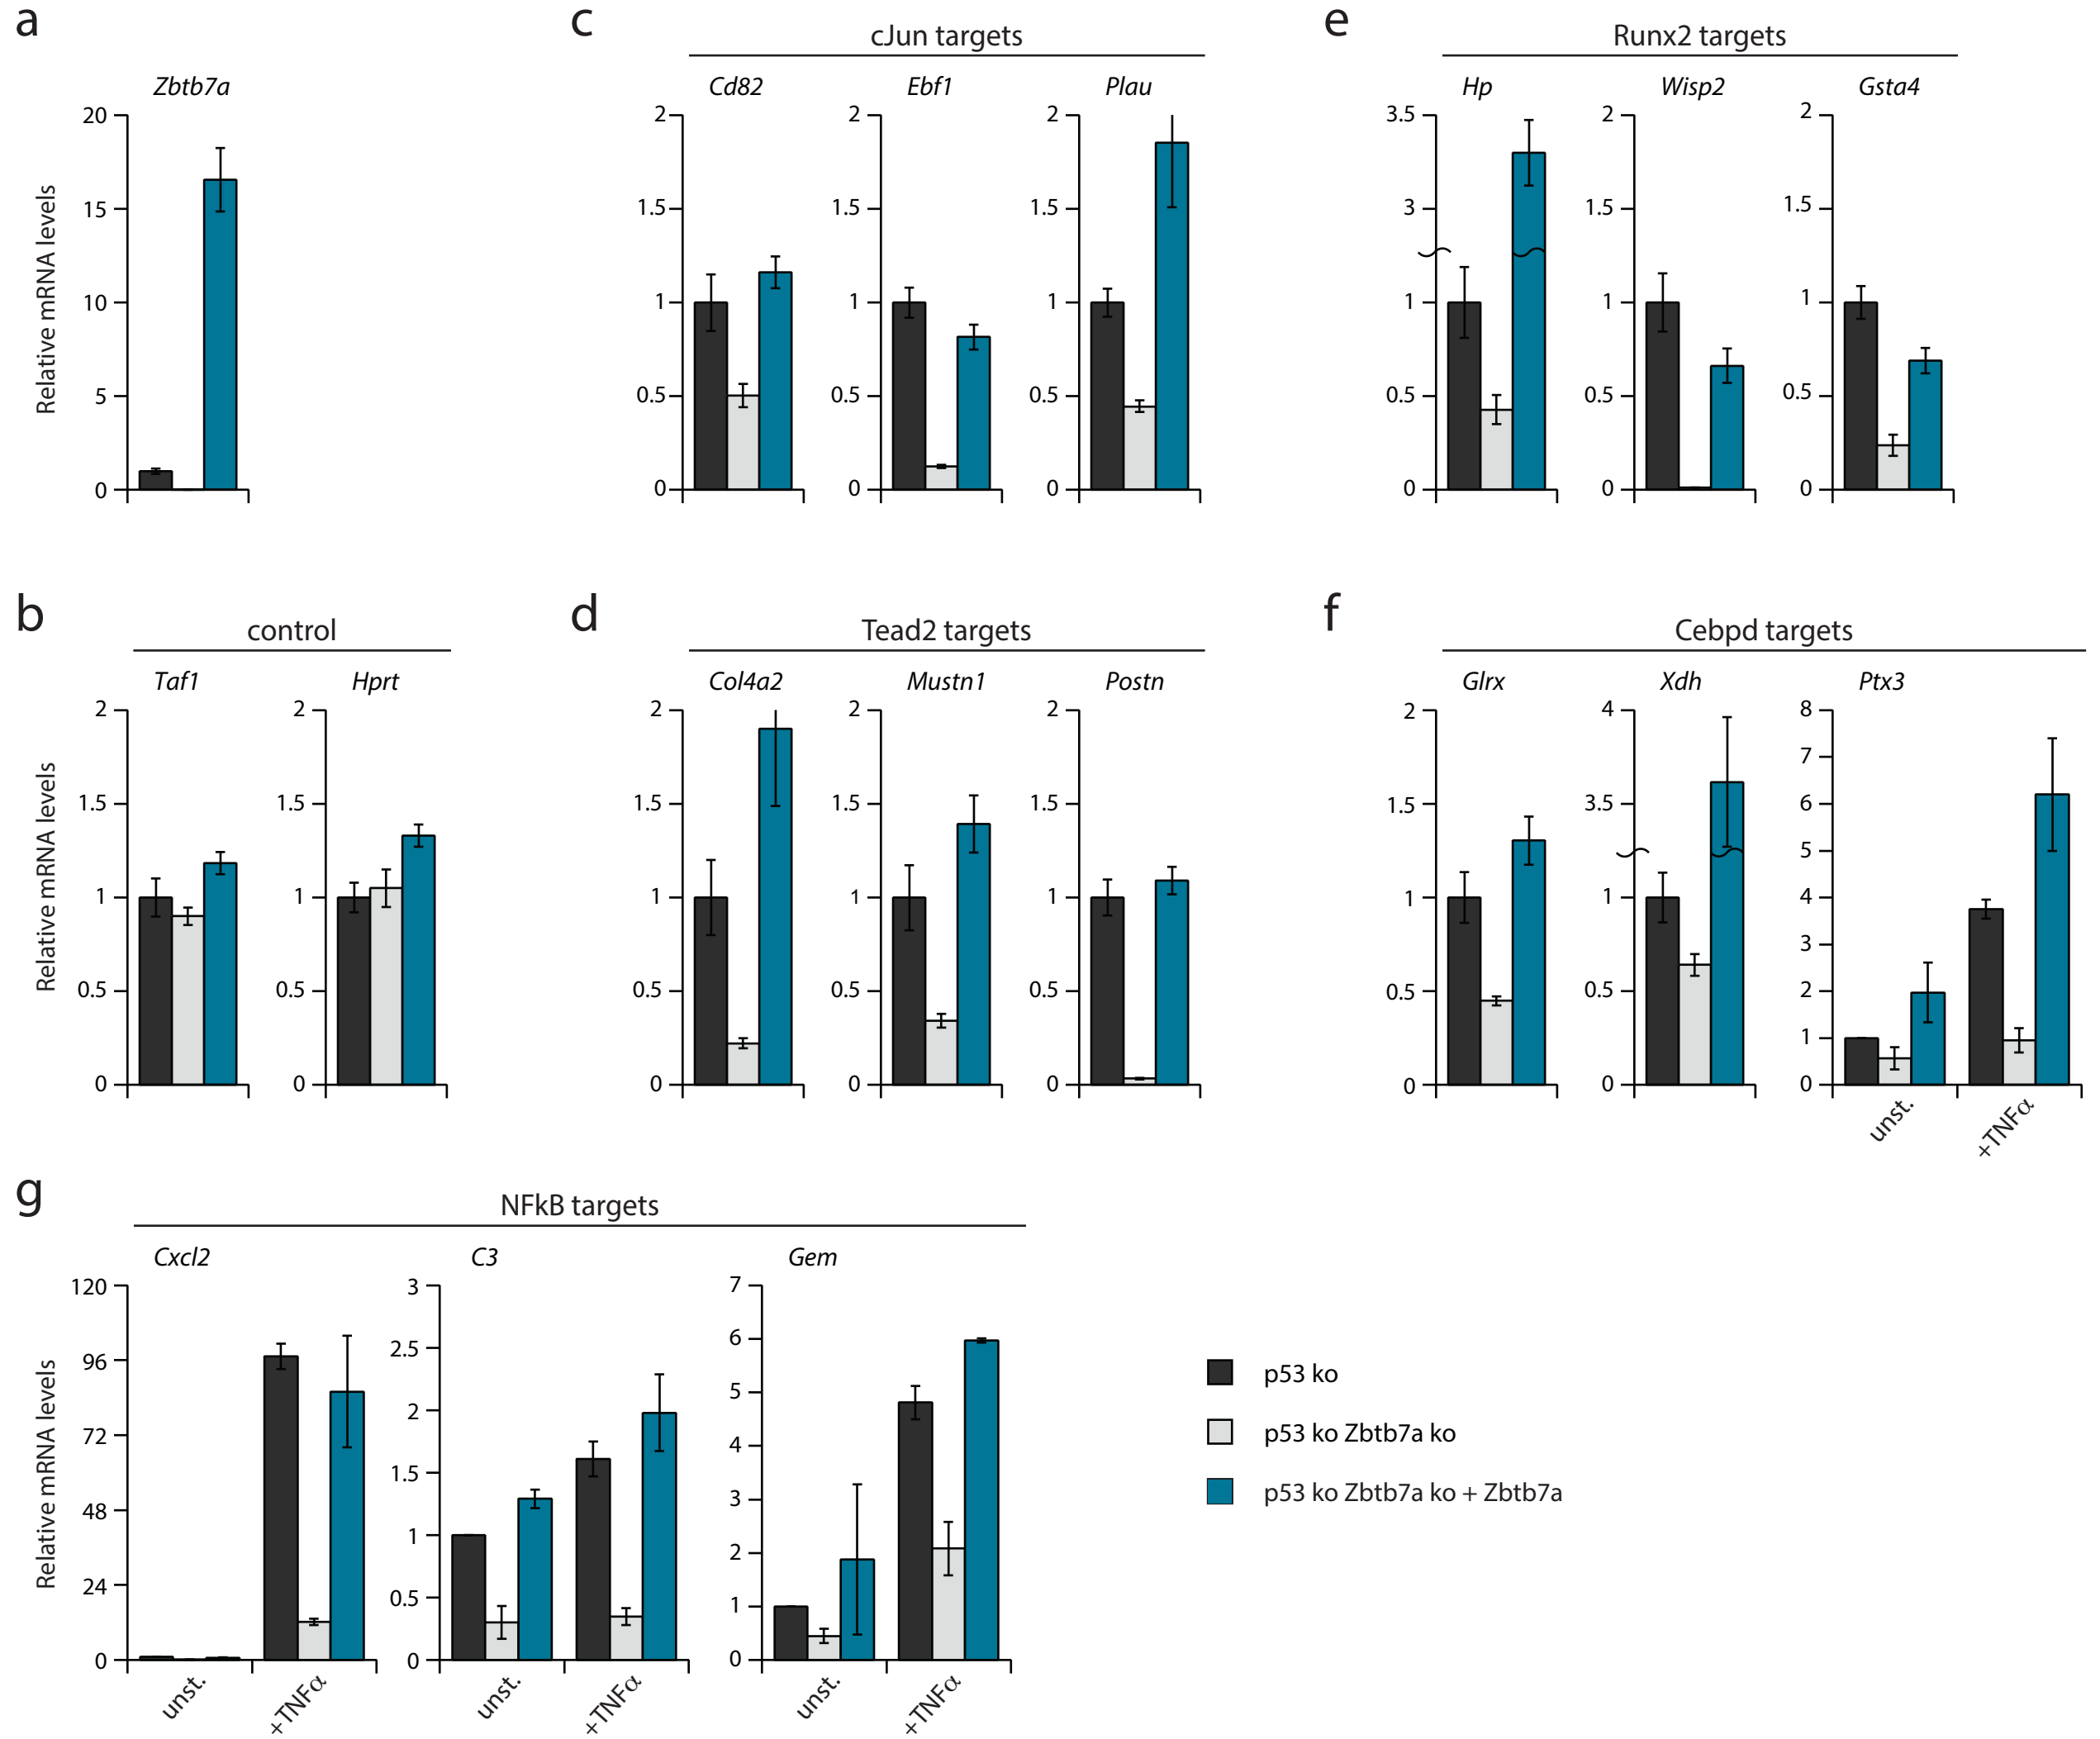 a
Zbtb7a
Relative mRNA levels
20
15
10
5
0
c
cJun targets
Cd82
2
1.5
1
0.5
0
Ebf1
2
1.5
1
0.5
0
Plau
2
1.5
1
0.5
0
e
Runx2 targets
Hp
3.5
3
1
0.5
0
Wisp2
2
1.5
1
0.5
0
Gsta4
2
1.5
1
0.5
0
b
control
Relative mRNA levels
Taf1
2
1.5
1
0.5
0
Hprt
2
1.5
1
0.5
0
d
Tead2 targets
Col4a2
2
1.5
1
0.5
0
Mustn1
2
1.5
1
0.5
0
Postn
2
1.5
1
0.5
0
f
Cebpd targets
Glrx
2
1.5
1
0.5
0
Xdh
4
3.5
1
0.5
0
Ptx3
8
7
6
5
4
3
2
1
0
unst.
+TNFα
g
NFkB targets
Relative mRNA levels
Cxcl2
120
96
72
48
24
0
unst.
+TNFα
C3
3
2.5
2
1.5
1
0.5
0
unst.
+TNFα
Gem
7
6
5
4
3
2
1
0
unst.
+TNFα
p53 ko
p53 ko Zbtb7a ko
p53 ko Zbtb7a ko + Zbtb7a